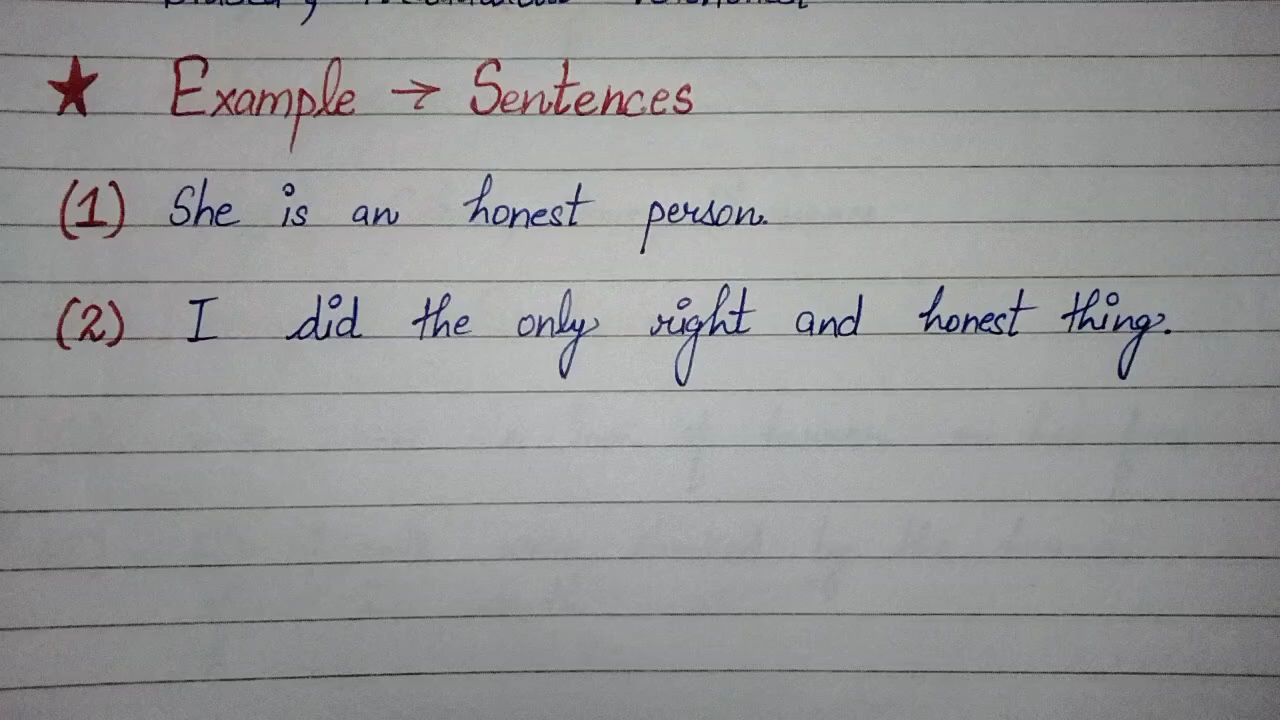 ★ Example → Sentences
(1) She is an honest person.
(2) I did the only right and honest thing.